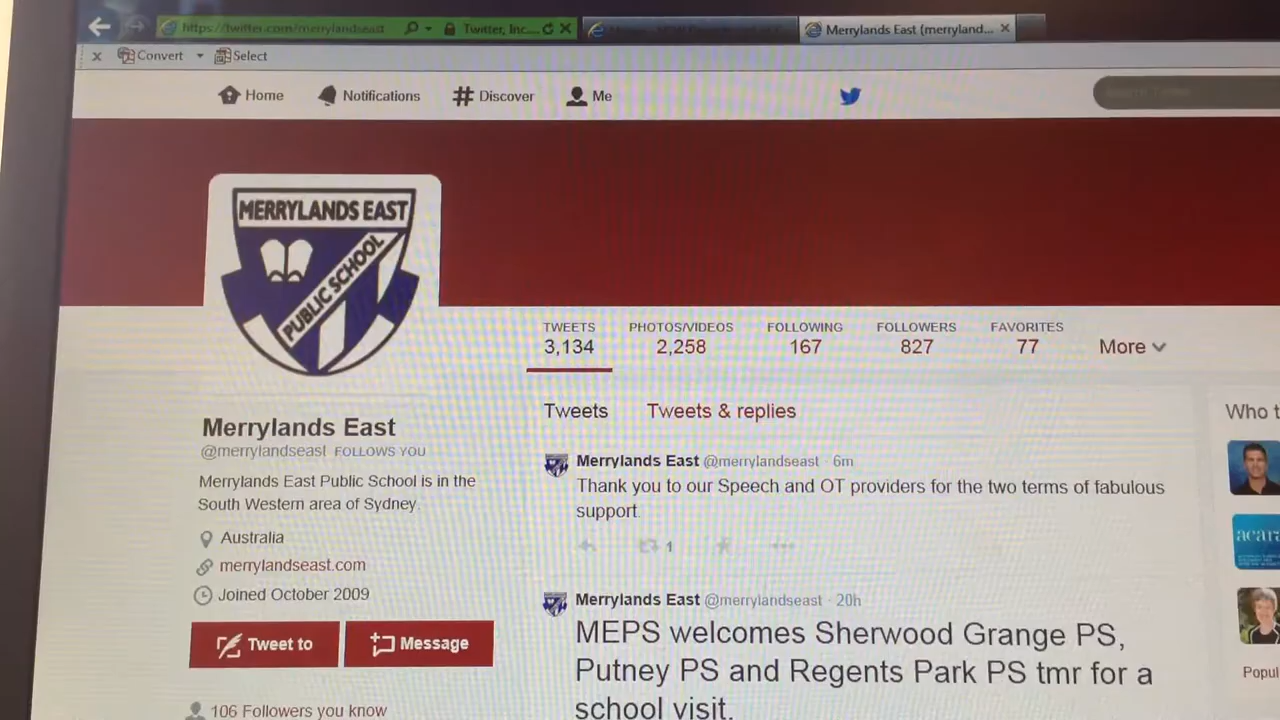 https://twitter.com/merrylandseast
Twitter, Inc....
Merrylands East (merryland...
Convert
Select
Home
Notifications
Discover
Me
MERRYLANDS EAST
PUBLIC SCHOOL
TWEETS
3,134
PHOTOS/VIDEOS
2,258
FOLLOWING
167
FOLLOWERS
827
FAVORITES
77
More
Merrylands East
@merrylandseast FOLLOWS YOU
Merrylands East Public School is in the
South Western area of Sydney.
Australia
merrylandseast.com
Joined October 2009
Tweet to
Message
106 Followers you know
Tweets
Tweets & replies
Merrylands East @merrylandseast · 6m
Thank you to our Speech and OT providers for the two terms of fabulous
support.
1
Merrylands East @merrylandseast · 20h
MEPS welcomes Sherwood Grange PS,
Putney PS and Regents Park PS tmr for a
school visit.
Who t
acara
Popul